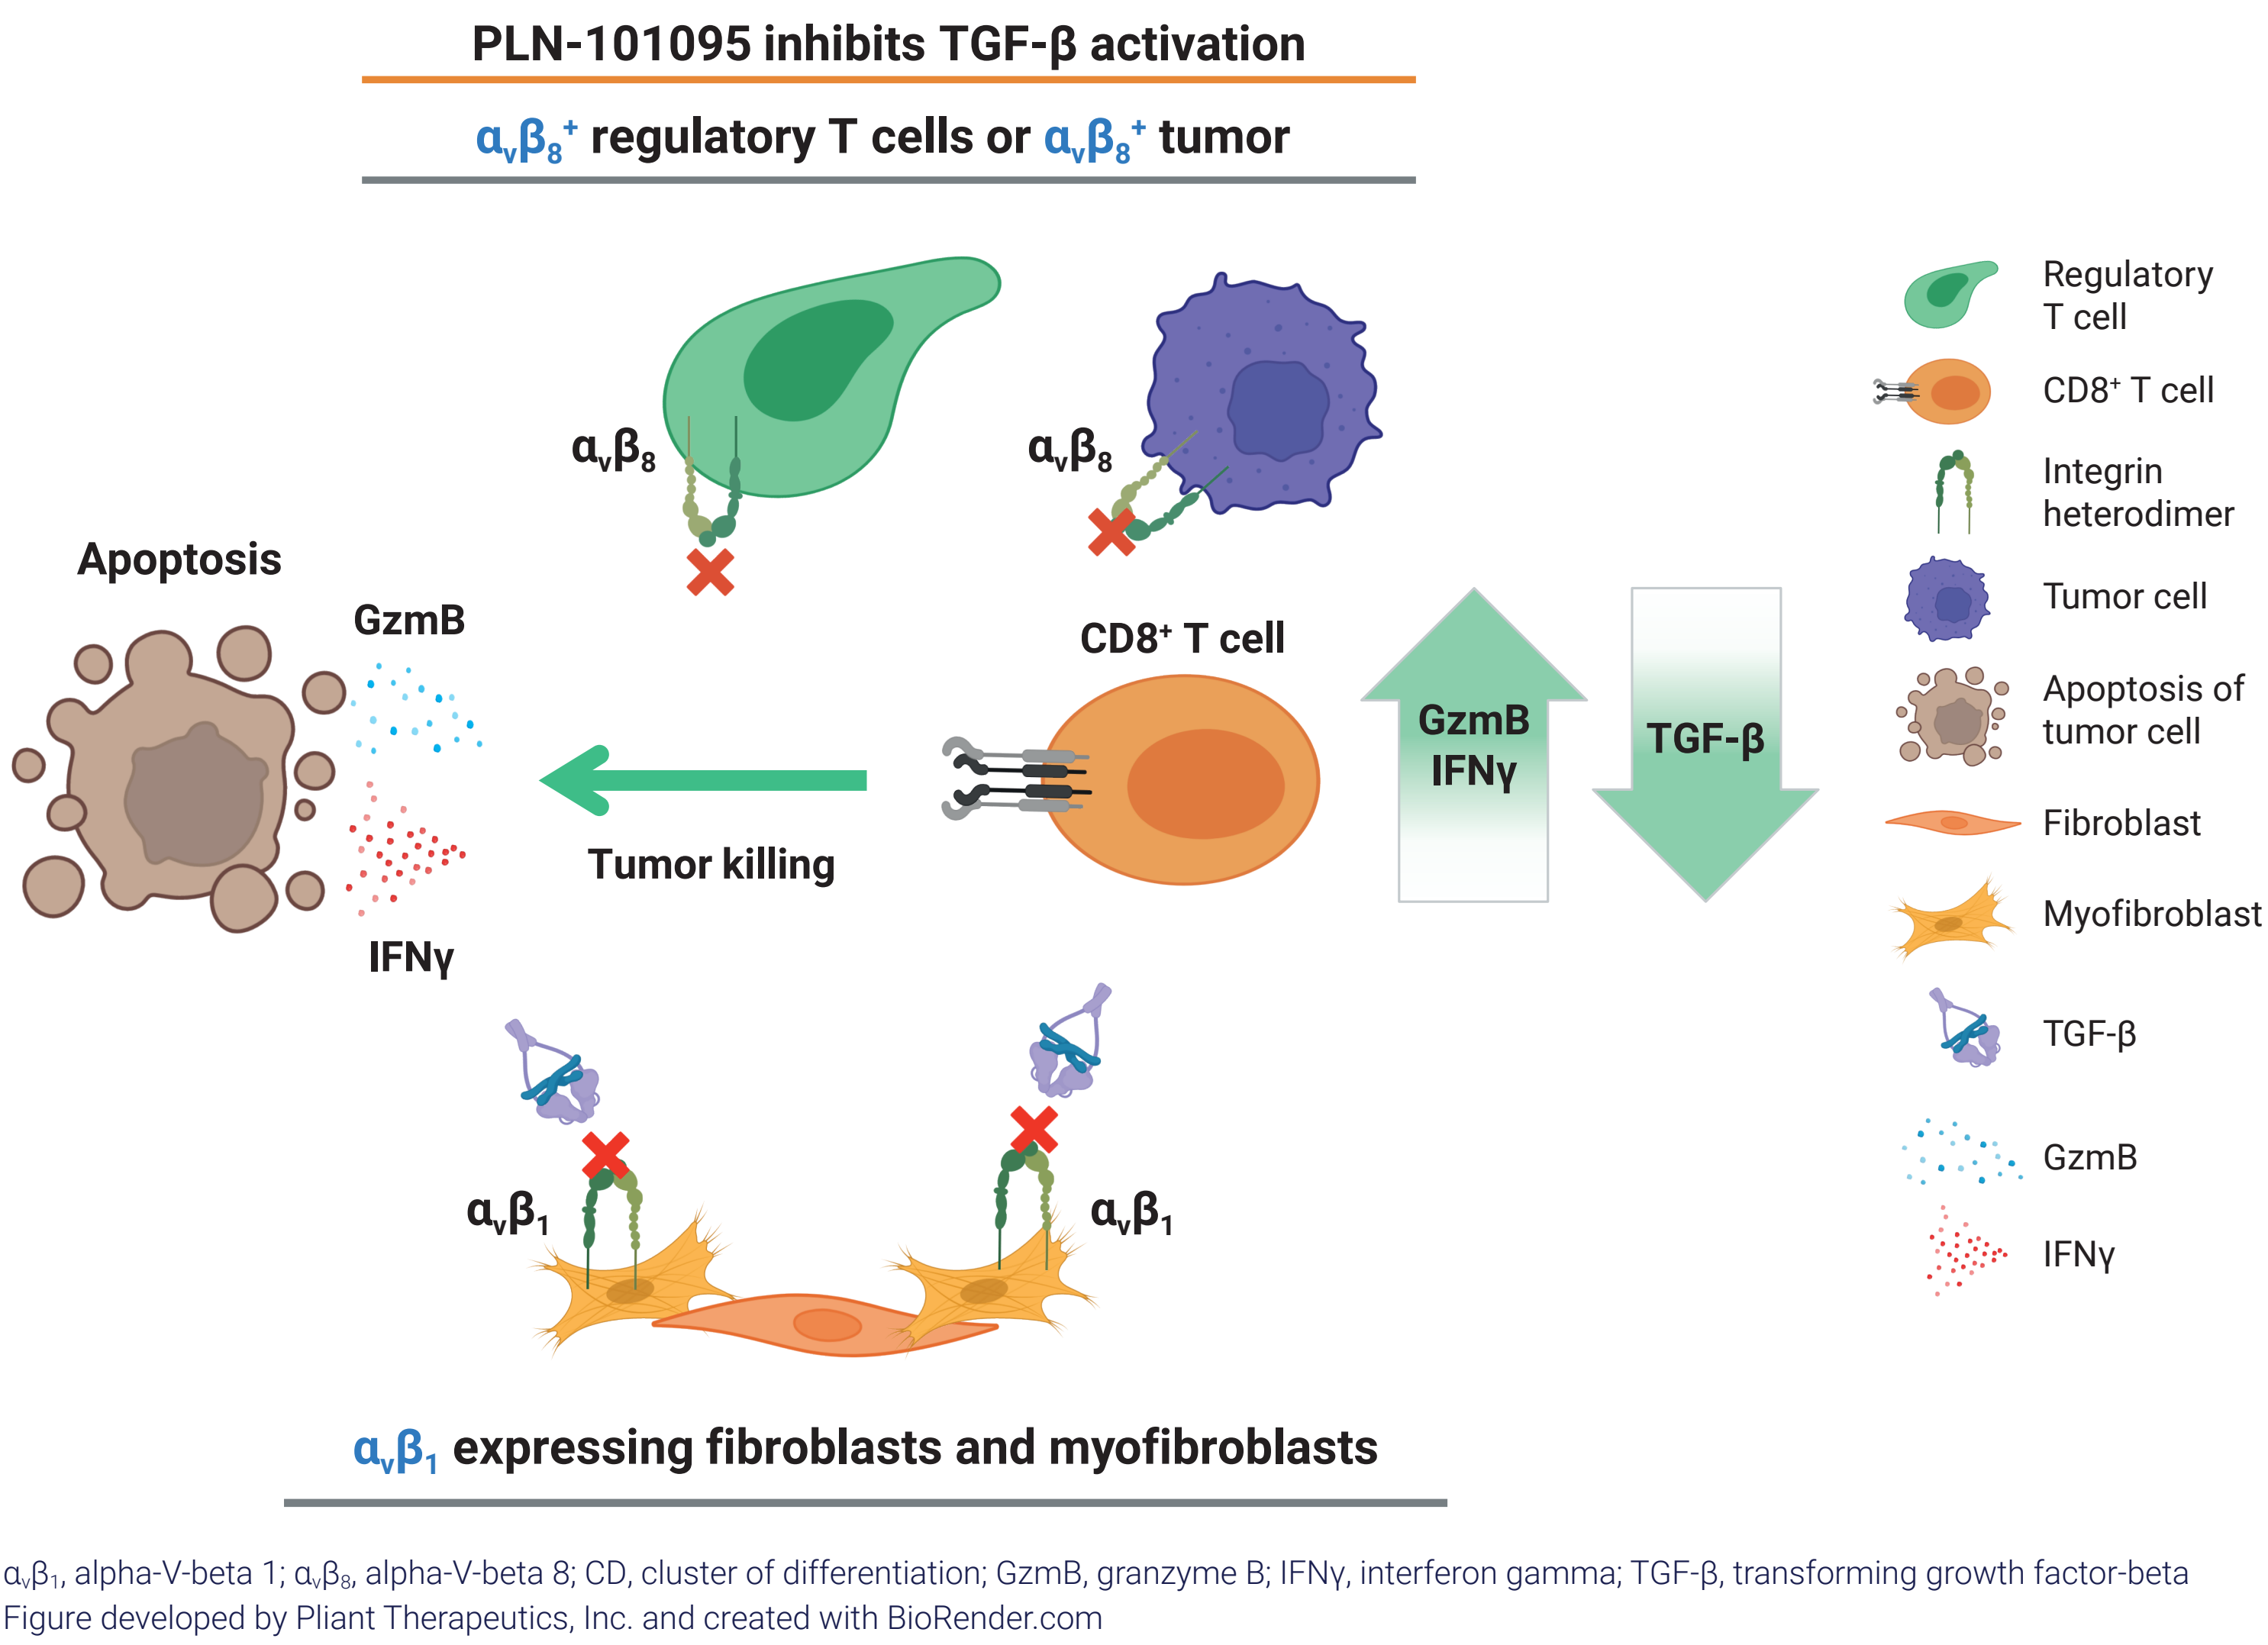 PLN-101095 inhibits TGF-β activation
αᵥβ₈⁺ regulatory T cells or αᵥβ₈⁺ tumor
αᵥβ₈
αᵥβ₈
Apoptosis
GzmB
CD8⁺ T cell
GzmB
IFNγ
TGF-β
Tumor killing
IFNγ
αᵥβ₁
αᵥβ₁
αᵥβ₁ expressing fibroblasts and myofibroblasts
Regulatory
T cell
CD8⁺ T cell
Integrin
heterodimer
Tumor cell
Apoptosis of
tumor cell
Fibroblast
Myofibroblast
TGF-β
GzmB
IFNγ
αᵥβ₁, alpha-V-beta 1; αᵥβ₈, alpha-V-beta 8; CD, cluster of differentiation; GzmB, granzyme B; IFNγ, interferon gamma; TGF-β, transforming growth factor-beta
Figure developed by Pliant Therapeutics, Inc. and created with BioRender.com